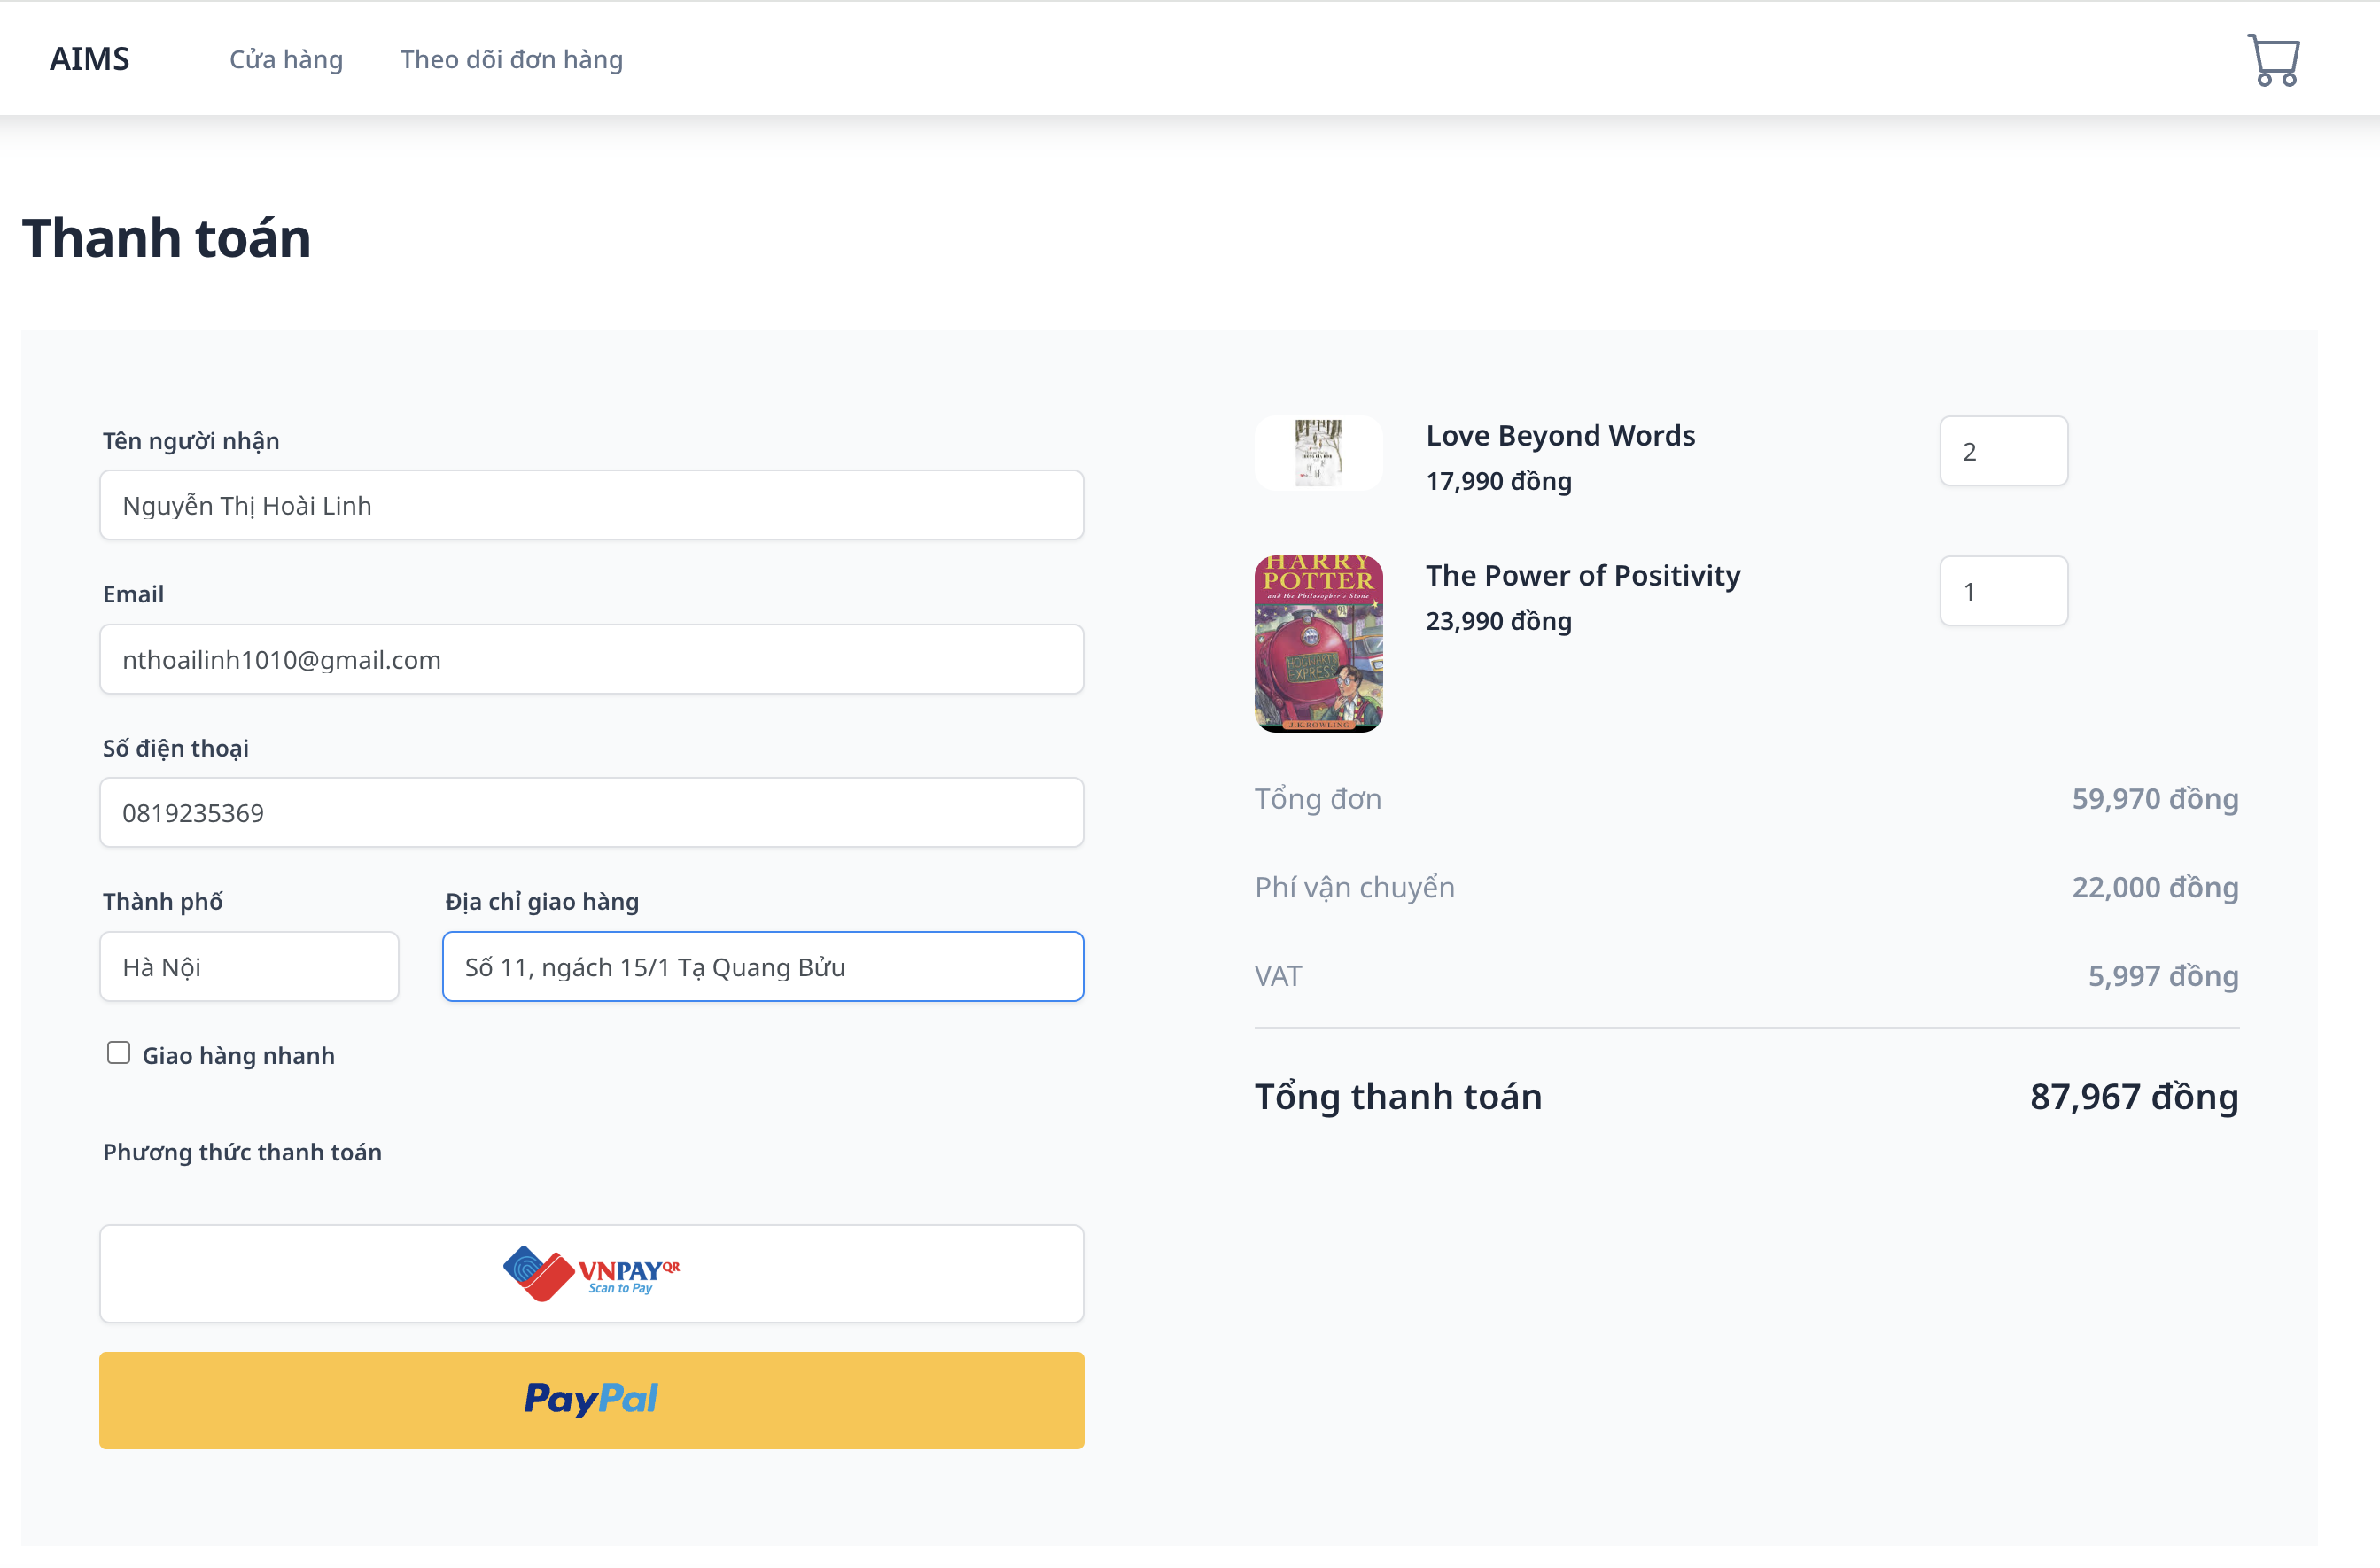 AIMS
Cửa hàng
Theo dõi đơn hàng
Thanh toán
Tên người nhận
Nguyễn Thị Hoài Linh
Email
nthoailinh1010@gmail.com
Số điện thoại
0819235369
Thành phố
Địa chỉ giao hàng
Hà Nội
Số 11, ngách 15/1 Tạ Quang Bửu
Giao hàng nhanh
Phương thức thanh toán
VNPAYQR
Scan to Pay
PayPal
Love Beyond Words
17,990 đồng
2
HARRY
POTTER
and the Philosopher's Stone
HOGWARTS
EXPRESS
J.K.ROWLING
The Power of Positivity
23,990 đồng
1
Tổng đơn
59,970 đồng
Phí vận chuyển
22,000 đồng
VAT
5,997 đồng
Tổng thanh toán
87,967 đồng